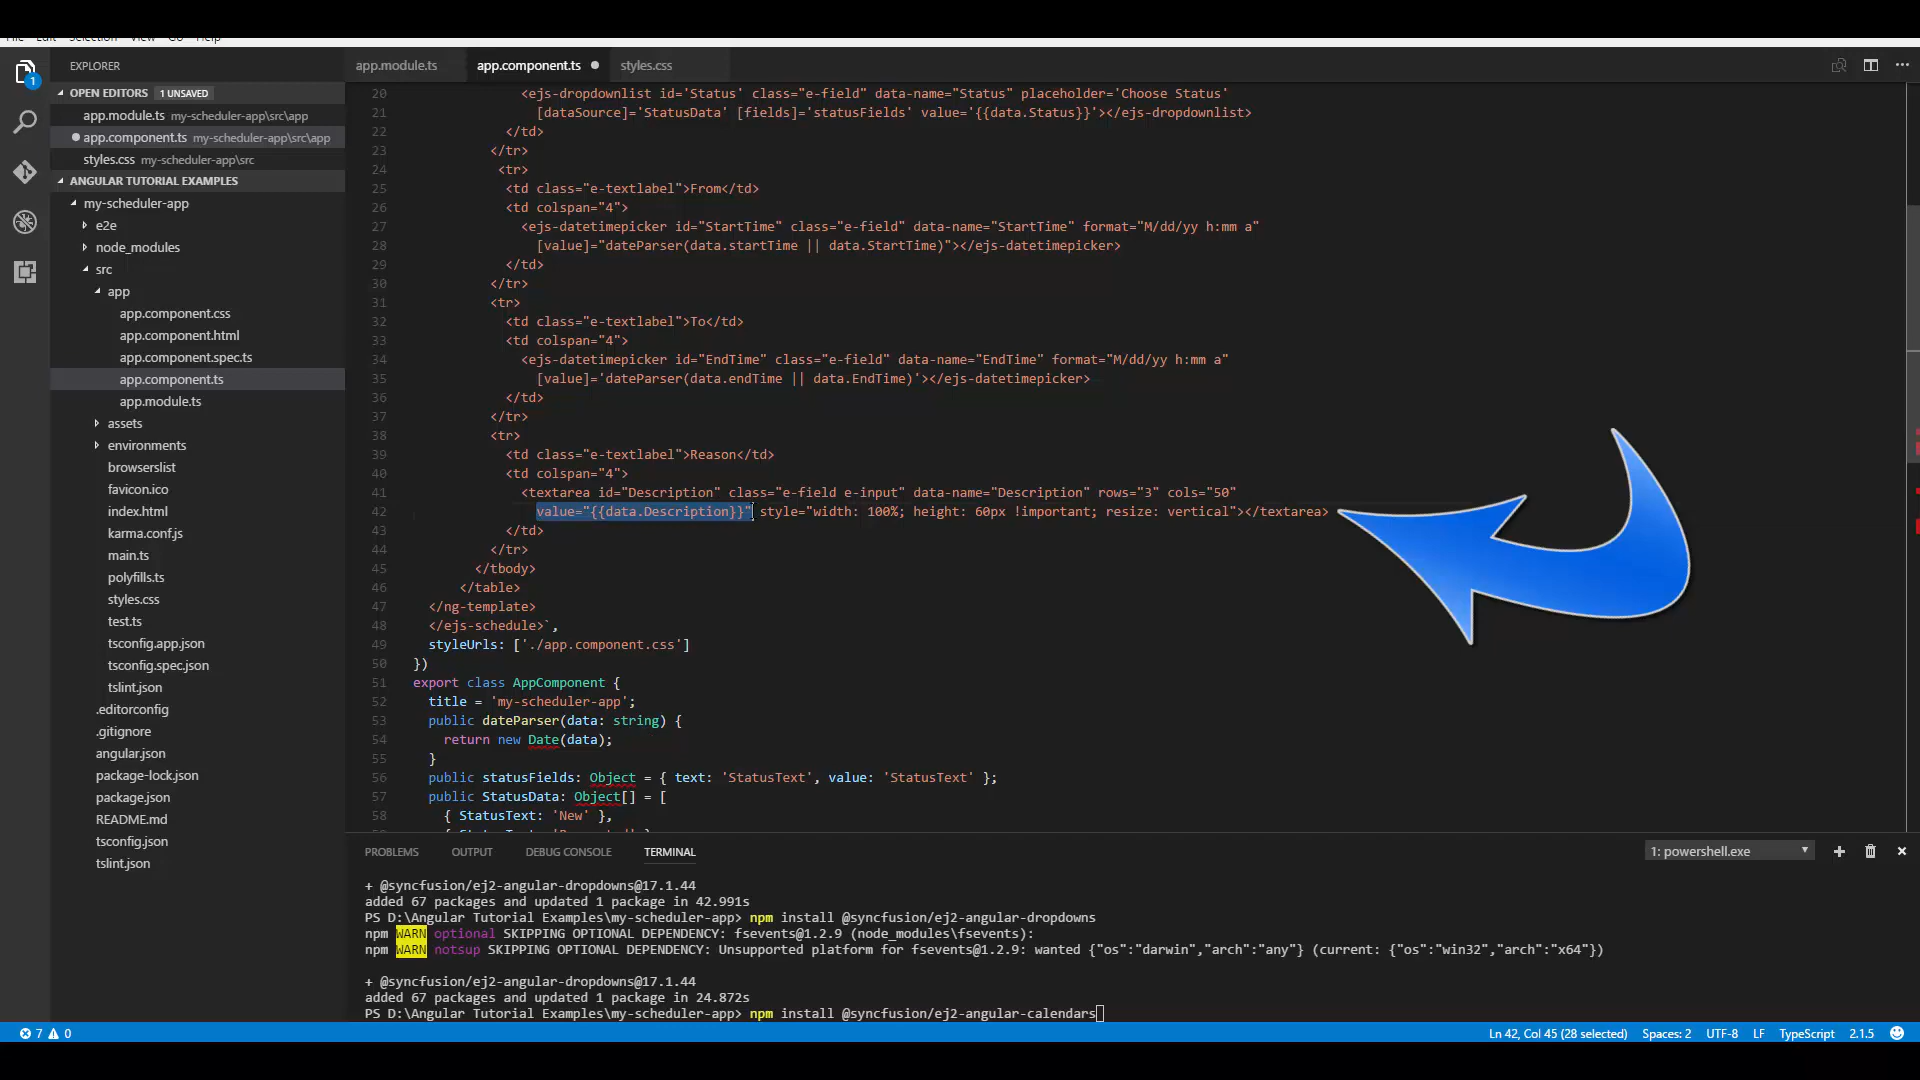 File Edit Selection View Go Help
EXPLORER
OPEN EDITORS 1 UNSAVED
app.module.ts my-scheduler-app\src\app
app.component.ts my-scheduler-app\src\app
styles.css my-scheduler-app\src
ANGULAR TUTORIAL EXAMPLES
my-scheduler-app
e2e
node_modules
src
app
app.component.css
app.component.html
app.component.spec.ts
app.component.ts
app.module.ts
assets
environments
browserslist
favicon.ico
index.html
karma.conf.js
main.ts
polyfills.ts
styles.css
test.ts
tsconfig.app.json
tsconfig.spec.json
tslint.json
.editorconfig
.gitignore
angular.json
package-lock.json
package.json
README.md
tsconfig.json
tslint.json
1
app.module.ts app.component.ts styles.css
20 <ejs-dropdownlist id='Status' class="e-field" data-name="Status" placeholder='Choose Status'
21 [dataSource]='StatusData' [fields]='statusFields' value='{{data.Status}}'></ejs-dropdownlist>
22 </td>
23 </tr>
24 <tr>
25 <td class="e-textlabel">From</td>
26 <td colspan="4">
27 <ejs-datetimepicker id="StartTime" class="e-field" data-name="StartTime" format="M/dd/yy h:mm a"
28 [value]="dateParser(data.startTime || data.StartTime)"></ejs-datetimepicker>
29 </td>
30 </tr>
31 <tr>
32 <td class="e-textlabel">To</td>
33 <td colspan="4">
34 <ejs-datetimepicker id="EndTime" class="e-field" data-name="EndTime" format="M/dd/yy h:mm a"
35 [value]='dateParser(data.endTime || data.EndTime)'></ejs-datetimepicker>
36 </td>
37 </tr>
38 <tr>
39 <td class="e-textlabel">Reason</td>
40 <td colspan="4">
41 <textarea id="Description" class="e-field e-input" data-name="Description" rows="3" cols="50"
42 value="{{data.Description}}" style="width: 100%; height: 60px !important; resize: vertical"></textarea>
43 </td>
44 </tr>
45 </tbody>
46 </table>
47 </ng-template>
48 </ejs-schedule>`,
49 styleUrls: ['./app.component.css']
50 })
51 export class AppComponent {
52 title = 'my-scheduler-app';
53 public dateParser(data: string) {
54 return new Date(data);
55 }
56 public statusFields: Object = { text: 'StatusText', value: 'StatusText' };
57 public StatusData: Object[] = [
58 { StatusText: 'New' },
PROBLEMS OUTPUT DEBUG CONSOLE TERMINAL 1: powershell.exe
+ @syncfusion/ej2-angular-dropdowns@17.1.44
added 67 packages and updated 1 package in 42.991s
PS D:\Angular Tutorial Examples\my-scheduler-app> npm install @syncfusion/ej2-angular-dropdowns
npm WARN optional SKIPPING OPTIONAL DEPENDENCY: fsevents@1.2.9 (node_modules\fsevents):
npm WARN notsup SKIPPING OPTIONAL DEPENDENCY: Unsupported platform for fsevents@1.2.9: wanted {"os":"darwin","arch":"any"} (current: {"os":"win32","arch":"x64"})
+ @syncfusion/ej2-angular-dropdowns@17.1.44
added 67 packages and updated 1 package in 24.872s
PS D:\Angular Tutorial Examples\my-scheduler-app> npm install @syncfusion/ej2-angular-calendars
7 0 Ln 42, Col 45 (28 selected) Spaces: 2 UTF-8 LF TypeScript 2.1.5